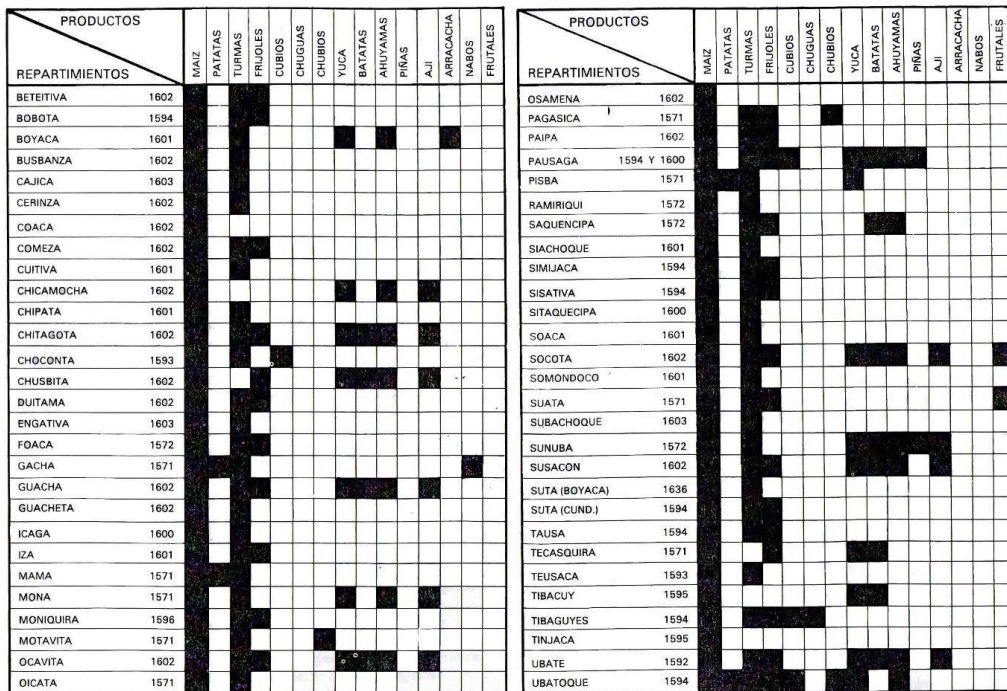 PRODUCTOS
REPARTIMIENTOS
MAIZ
PATATAS
TURMAS
FRIJOLES
CUBIOS
CHUGUAS
CHUBIOS
YUCA
BATATAS
AHUYAMAS
PIÑAS
AJI
ARRACACHA
NABOS
FRUTALES
BETEITIVA 1602
BOBOTA 1594
BOYACA 1601
BUSBANZA 1602
CAJICA 1603
CERINZA 1602
COACA 1602
COMEZA 1602
CUITIVA 1601
CHICAMOCHA 1602
CHIPATA 1601
CHITAGOTA 1602
CHOCONTA 1593
CHUSBITA 1602
DUITAMA 1602
ENGATIVA 1603
FOACA 1572
GACHA 1571
GUACHA 1602
GUACHETA 1602
ICAGA 1600
IZA 1601
MAMA 1571
MONA 1571
MONIQUIRA 1596
MOTAVITA 1571
OCAVITA 1602
OICATA 1571
PRODUCTOS
REPARTIMIENTOS
MAIZ
PATATAS
TURMAS
FRIJOLES
CUBIOS
CHUGUAS
CHUBIOS
YUCA
BATATAS
AHUYAMAS
PIÑAS
AJI
ARRACACHA
NABOS
FRUTALES
OSAMENA 1602
PAGASICA 1571
PAIPA 1602
PAUSAGA 1594 Y 1600
PISBA 1571
RAMIRIQUI 1572
SAQUENCIPA 1572
SIACHOQUE 1601
SIMIJACA 1594
SISATIVA 1594
SITAQUECIPA 1600
SOACA 1601
SOCOTA 1602
SOMONDOCO 1601
SUATA 1571
SUBACHOQUE 1603
SUNUBA 1572
SUSACON 1602
SUTA (BOYACA) 1636
SUTA (CUND.) 1594
TAUSA 1594
TECASQUIRA 1571
TEUSACA 1593
TIBACUY 1595
TIBAGUYES 1594
TINJACA 1595
UBATE 1592
UBATOQUE 1594